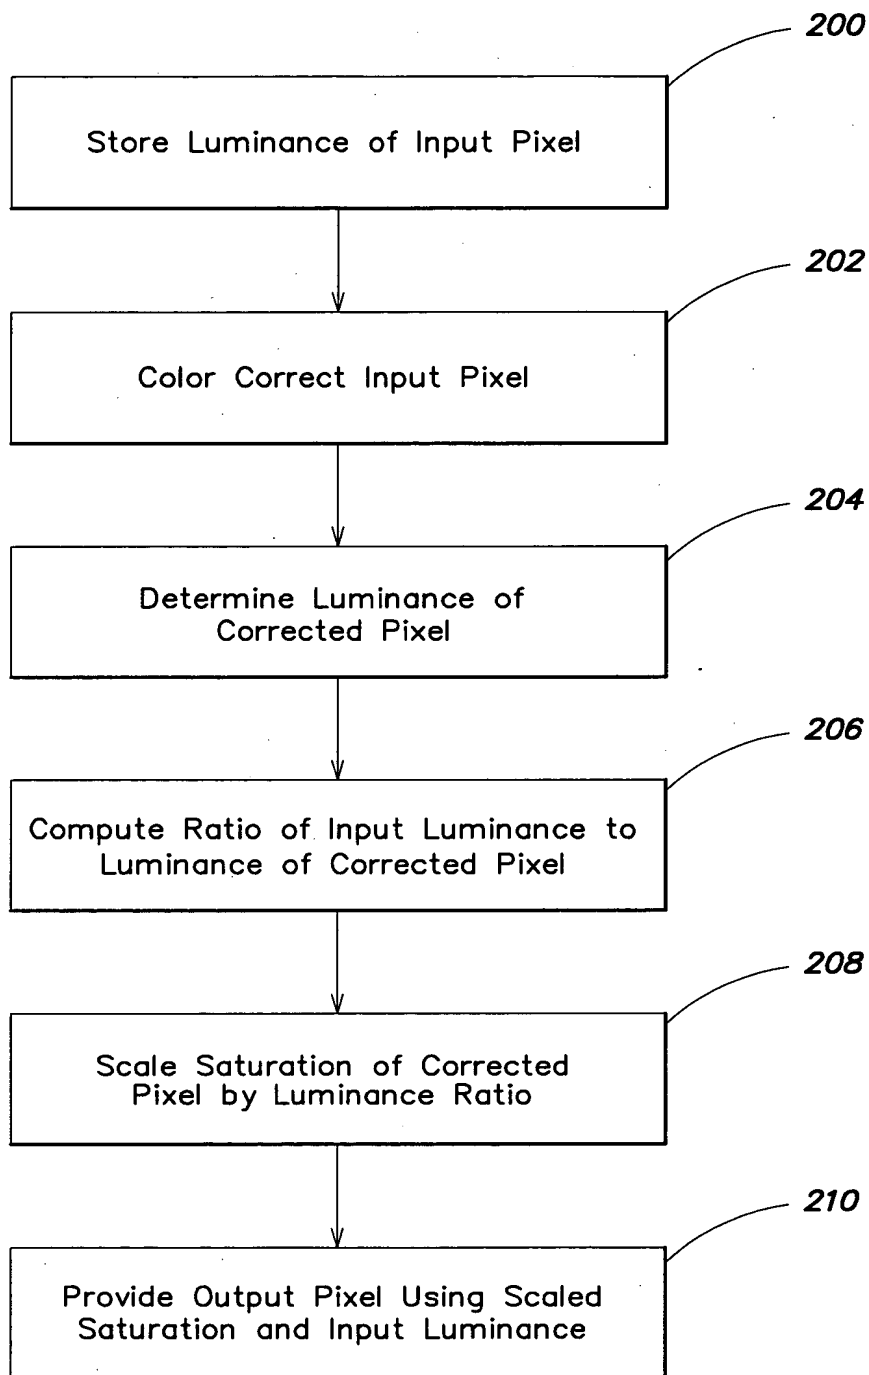 200
Store Luminance of Input Pixel
202
Color Correct Input Pixel
204
Determine Luminance of
Corrected Pixel
206
Compute Ratio of Input Luminance to
Luminance of Corrected Pixel
208
Scale Saturation of Corrected
Pixel by Luminance Ratio
210
Provide Output Pixel Using Scaled
Saturation and Input Luminance